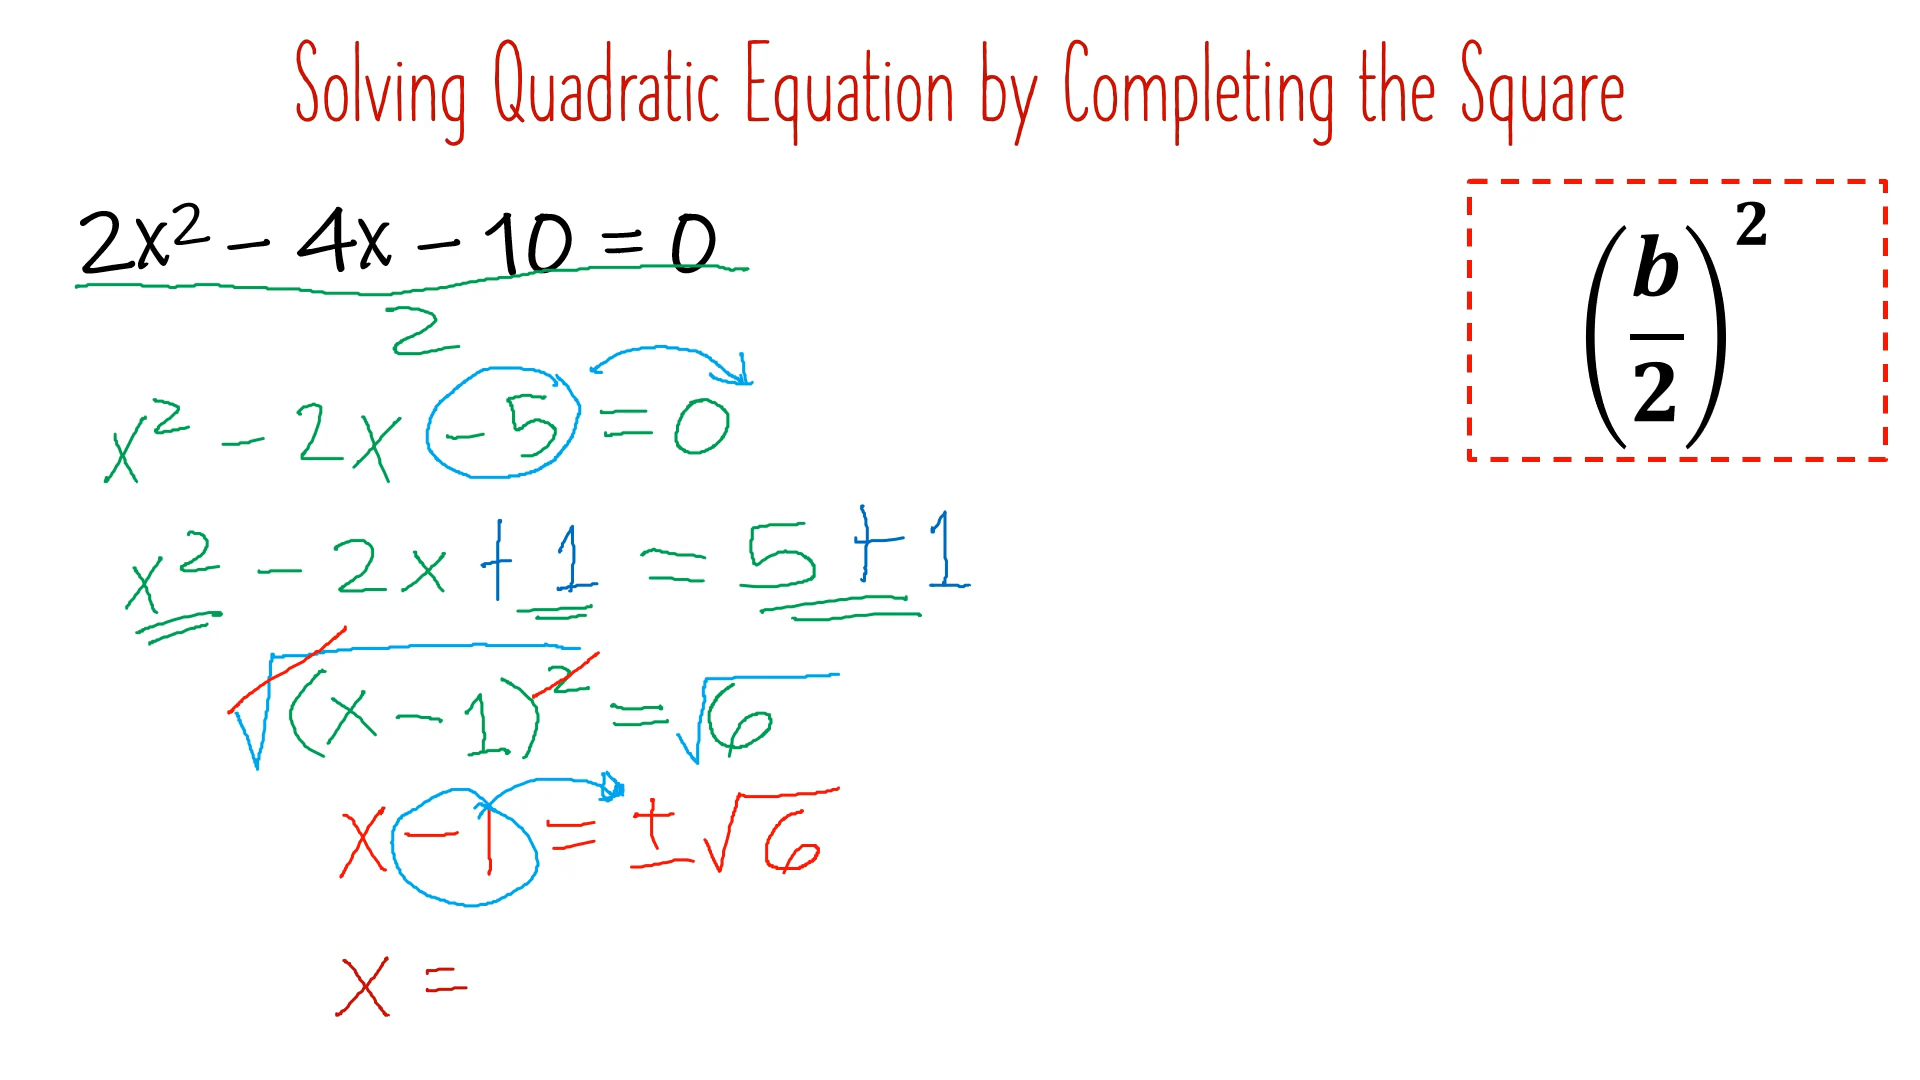 Solving Quadratic Equation by Completing the Square
2x² − 4x − 10 = 0
2
(b/2)²
x² − 2x − 5 = 0
x² − 2x + 1 = 5 + 1
√(x − 1)² = √6
x − 1 = ± √6
x =